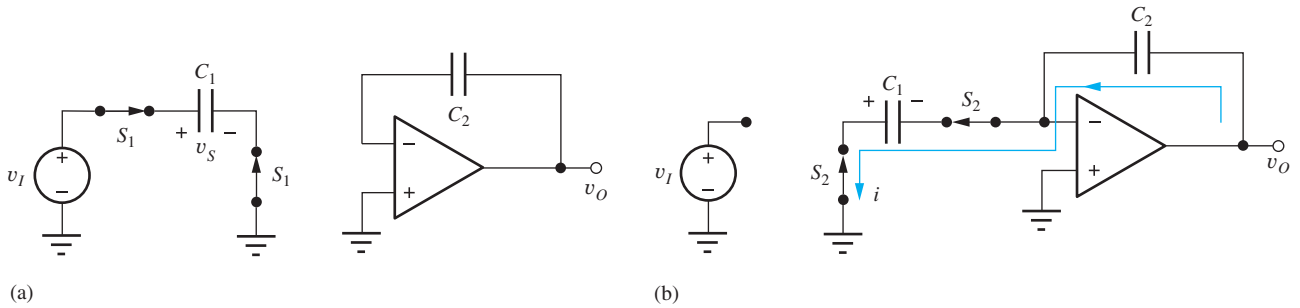 C1
+ vS −
S1
S1
vI
+
−
C2
−
+
vO
(a)
C2
+ C1 −
S2
S2
vI
+
−
i
−
+
vO
(b)